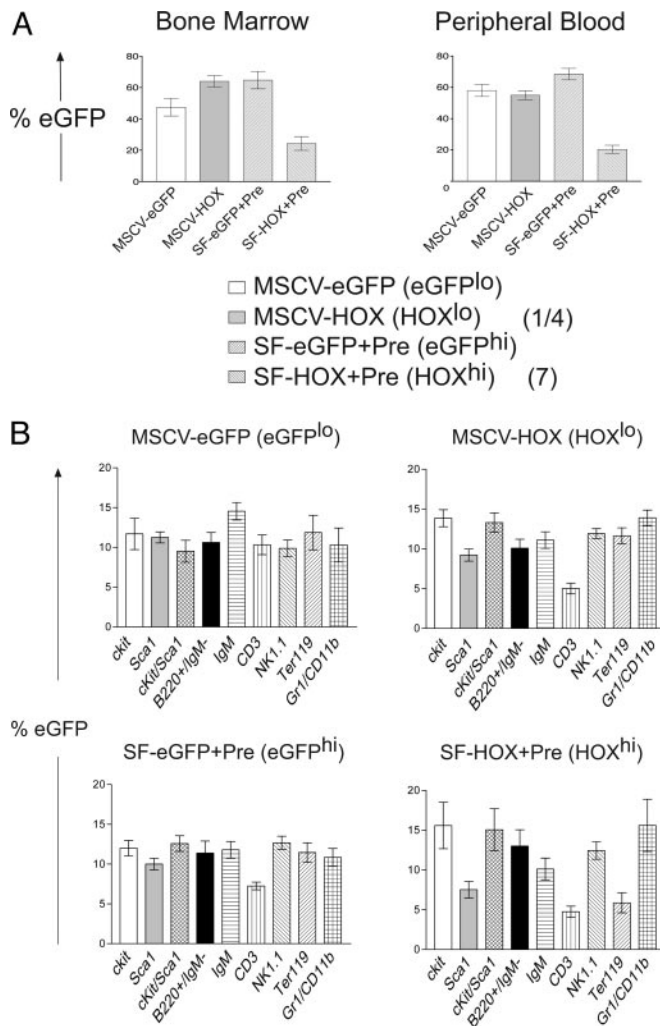 A
Bone Marrow
Peripheral Blood
% eGFP
80
60
40
20
0
MSCV-eGFP
MSCV-HOX
SF-eGFP+Pre
SF-HOX+Pre
80
60
40
20
0
MSCV-eGFP
MSCV-HOX
SF-eGFP+Pre
SF-HOX+Pre
MSCV-eGFP (eGFPlo)
MSCV-HOX (HOXlo) (1/4)
SF-eGFP+Pre (eGFPhi)
SF-HOX+Pre (HOXhi) (7)
B
% eGFP
MSCV-eGFP (eGFPlo)
20
15
10
5
0
ckit
Sca1
cKit/Sca1
B220+/IgM-
IgM
CD3
NK1.1
Ter119
Gr1/CD11b
MSCV-HOX (HOXlo)
20
15
10
5
0
ckit
Sca1
cKit/Sca1
B220+/IgM-
IgM
CD3
NK1.1
Ter119
Gr1/CD11b
SF-eGFP+Pre (eGFPhi)
20
15
10
5
0
ckit
Sca1
cKit/Sca1
B220+/IgM-
IgM
CD3
NK1.1
Ter119
Gr1/CD11b
SF-HOX+Pre (HOXhi)
20
15
10
5
0
ckit
Sca1
cKit/Sca1
B220+/IgM-
IgM
CD3
NK1.1
Ter119
Gr1/CD11b